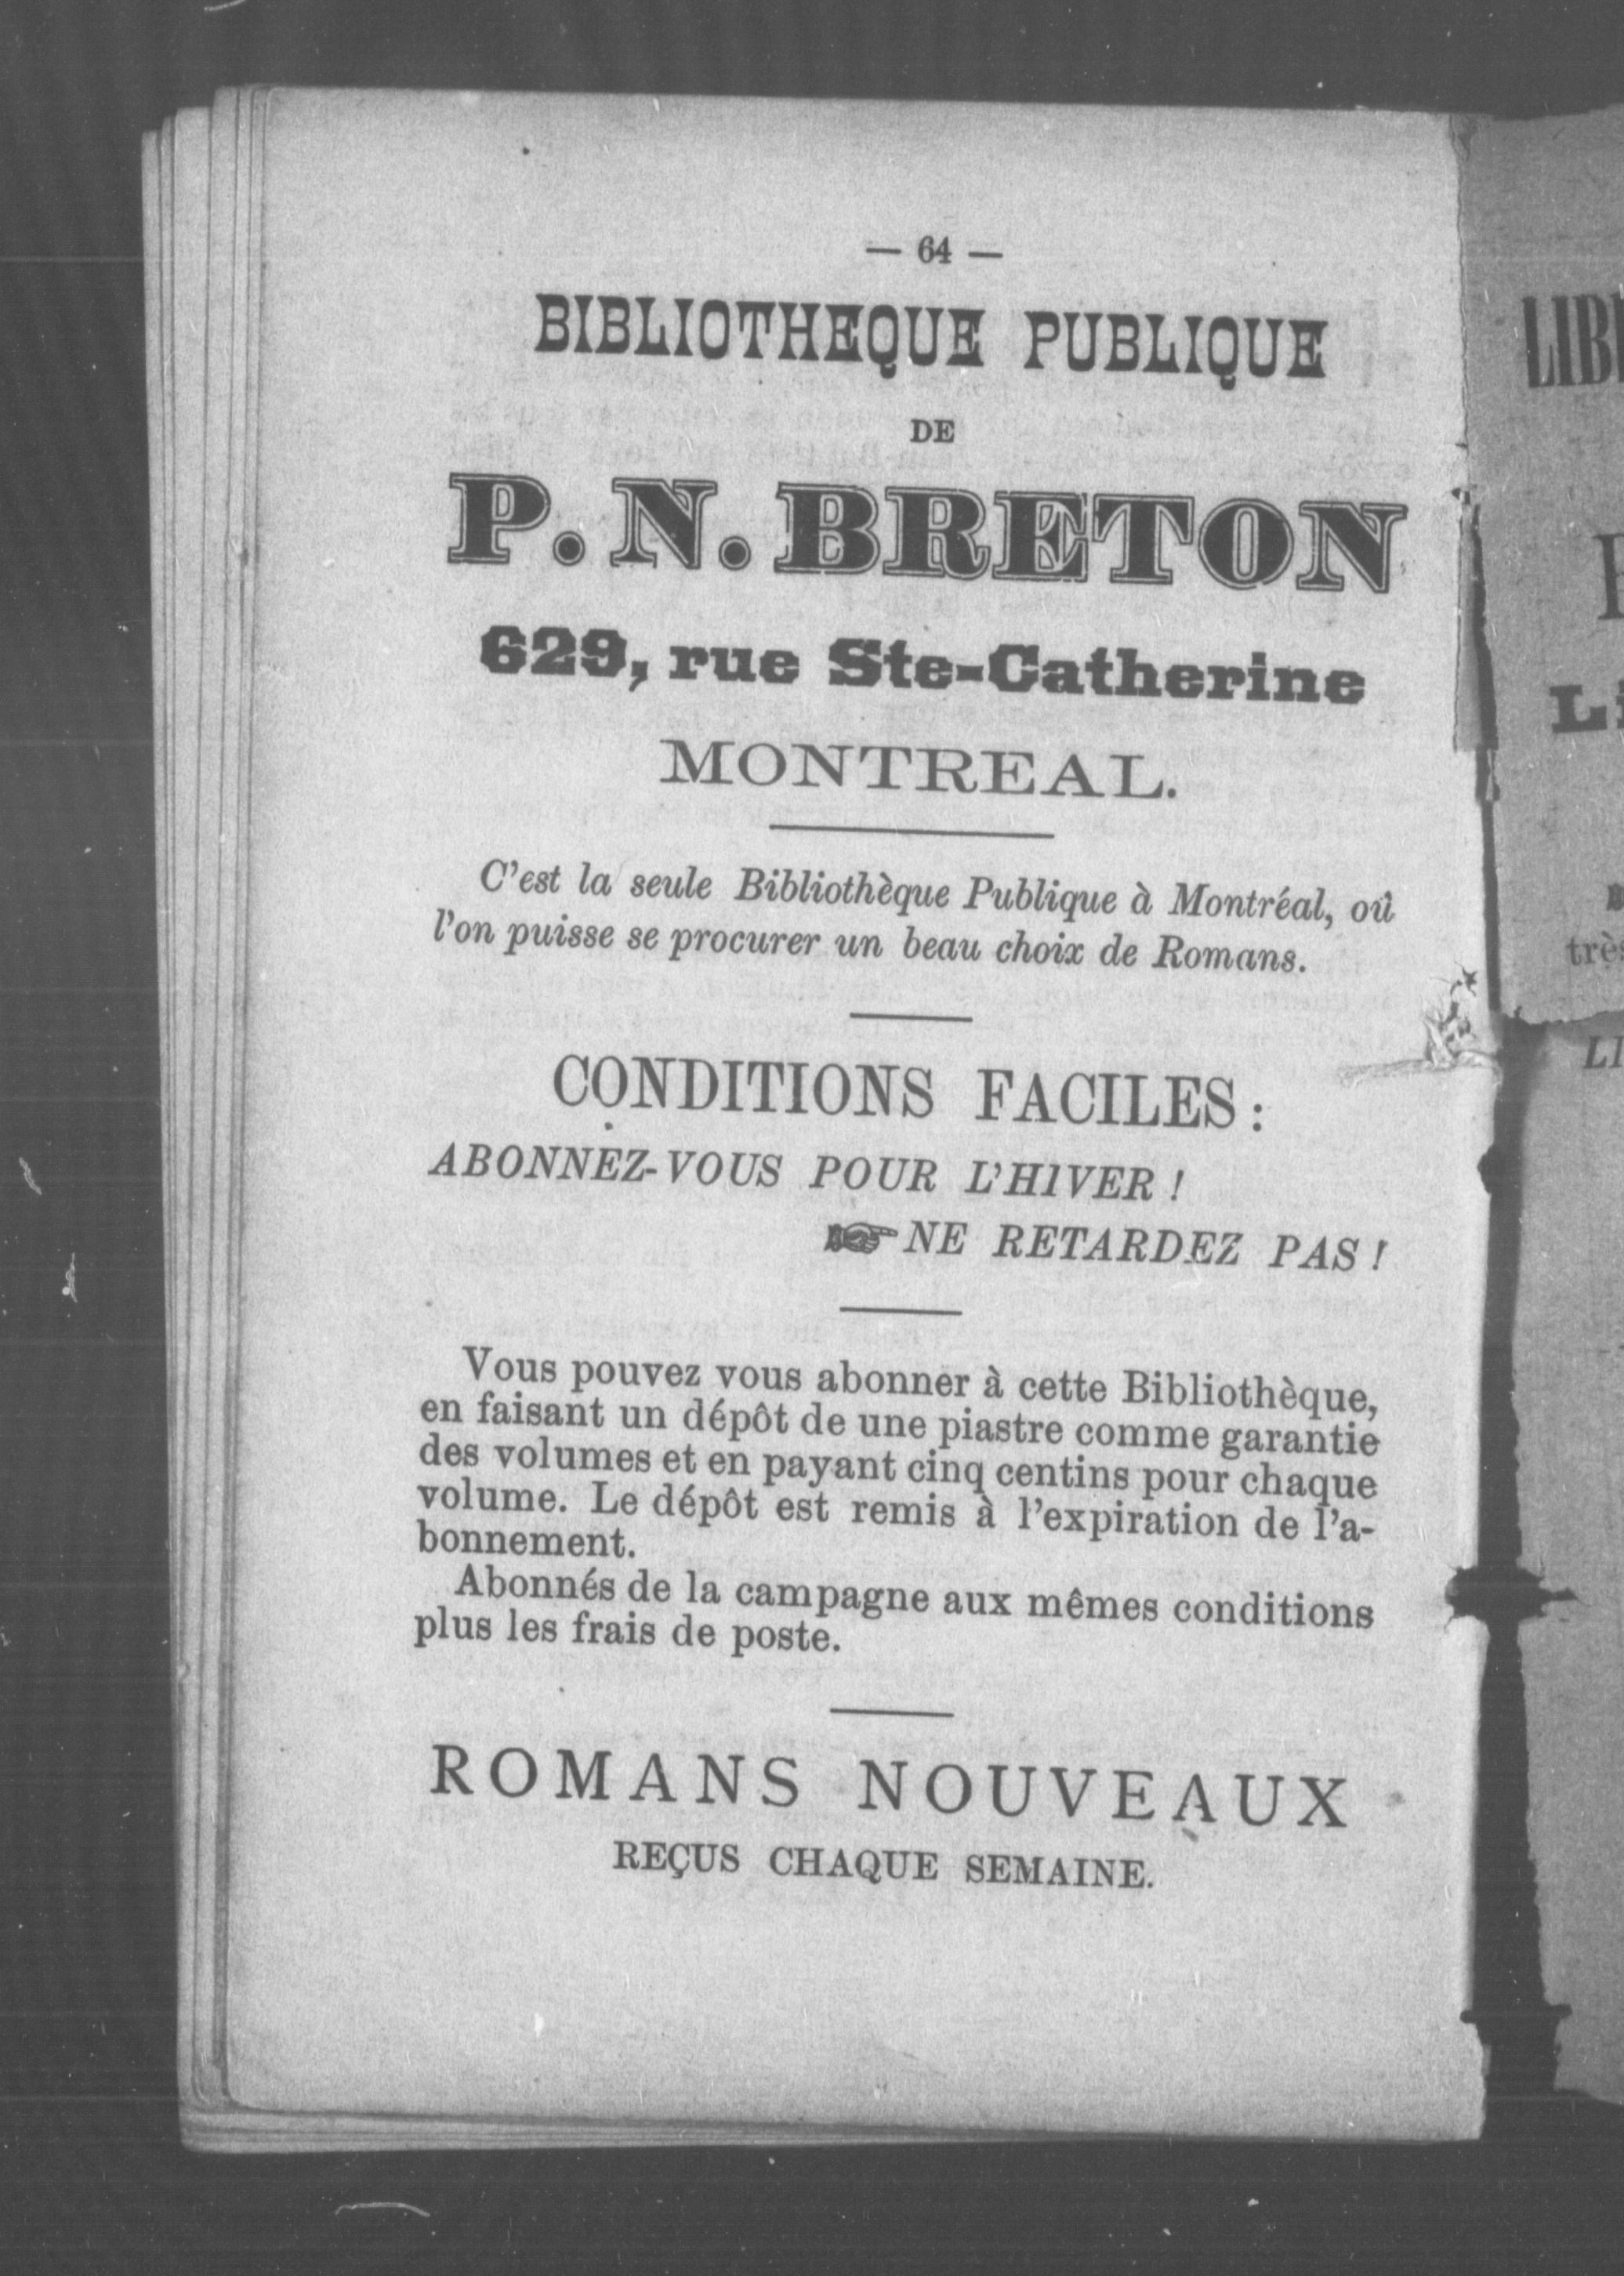 — 64 —
BIBLIOTHEQUE PUBLIQUE
DE
P. N. BRETON
629, rue Ste-Catherine
MONTREAL.
C'est la seule Bibliothèque Publique à Montréal, où
l'on puisse se procurer un beau choix de Romans.
CONDITIONS FACILES :
ABONNEZ-VOUS POUR L'HIVER !
☞ NE RETARDEZ PAS !
Vous pouvez vous abonner à cette Bibliothèque,
en faisant un dépôt de une piastre comme garantie
des volumes et en payant cinq centins pour chaque
volume. Le dépôt est remis à l'expiration de l'a-
bonnement.
Abonnés de la campagne aux mêmes conditions
plus les frais de poste.
ROMANS NOUVEAUX
REÇUS CHAQUE SEMAINE.